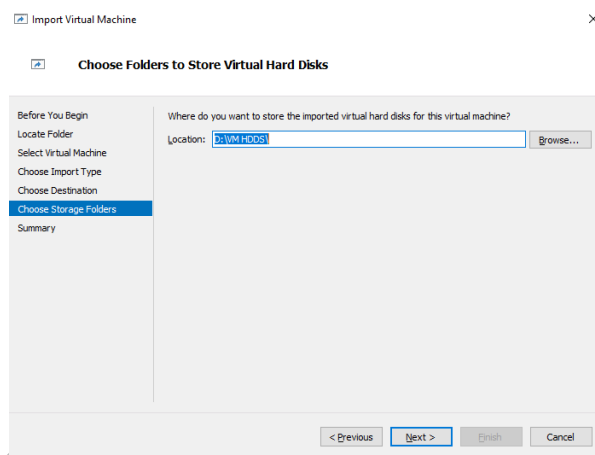 Import Virtual Machine
Choose Folders to Store Virtual Hard Disks
Before You Begin
Locate Folder
Select Virtual Machine
Choose Import Type
Choose Destination
Choose Storage Folders
Summary
Where do you want to store the imported virtual hard disks for this virtual machine?
Location: D:\VM HDDS\ Browse...
< Previous Next > Finish Cancel